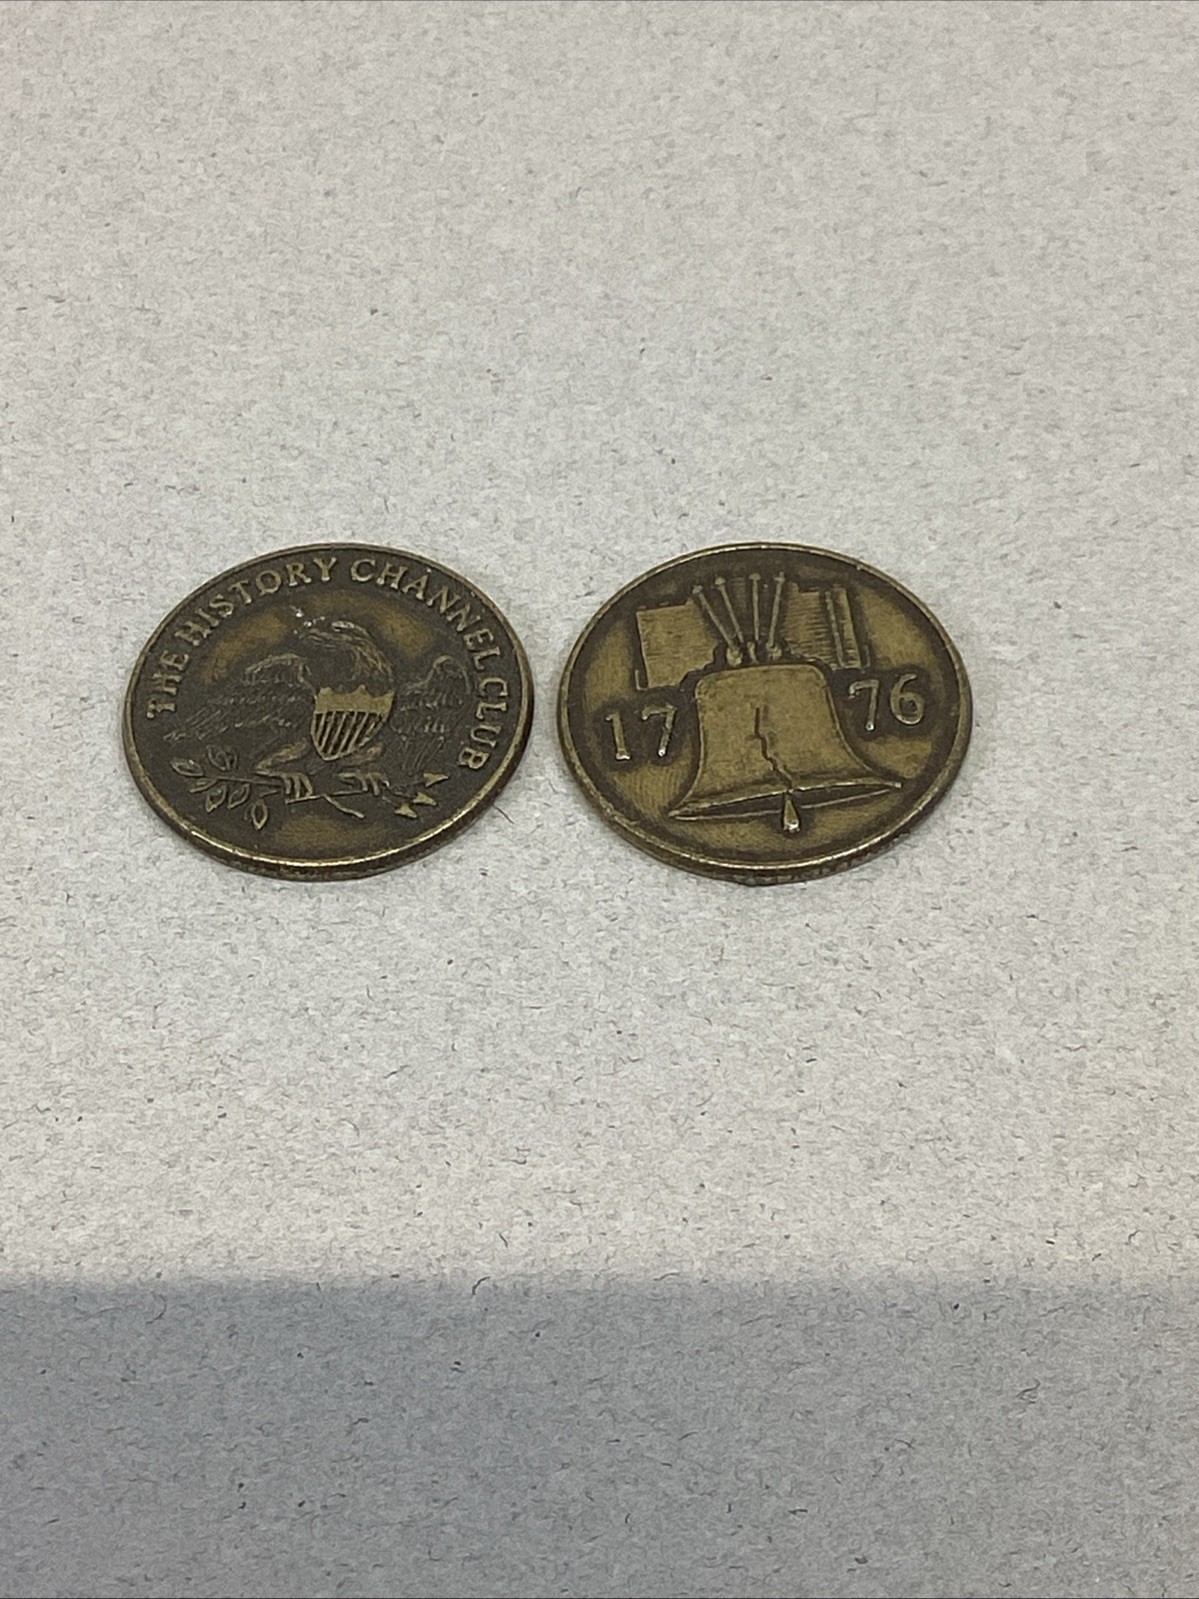 THE HISTORY CHANNEL CLUB
17 76